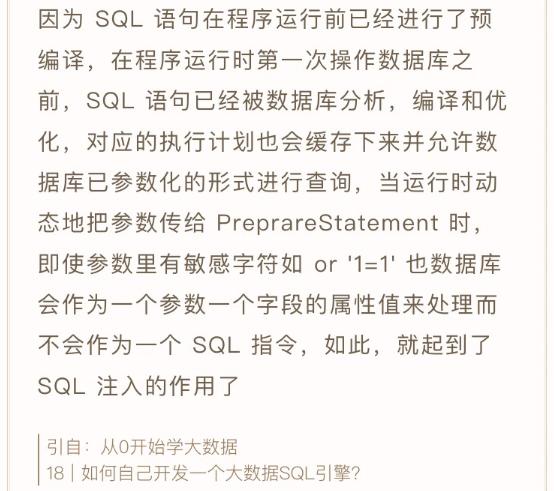 因为 SQL 语句在程序运行前已经进行了预
编译，在程序运行时第一次操作数据库之
前，SQL 语句已经被数据库分析，编译和优
化，对应的执行计划也会缓存下来并允许数
据库已参数化的形式进行查询，当运行时动
态地把参数传给 PreprareStatement 时，
即使参数里有敏感字符如 or '1=1' 也数据库
会作为一个参数一个字段的属性值来处理而
不会作为一个 SQL 指令，如此，就起到了
SQL 注入的作用了
引自：从0开始学大数据
18 | 如何自己开发一个大数据SQL引擎?